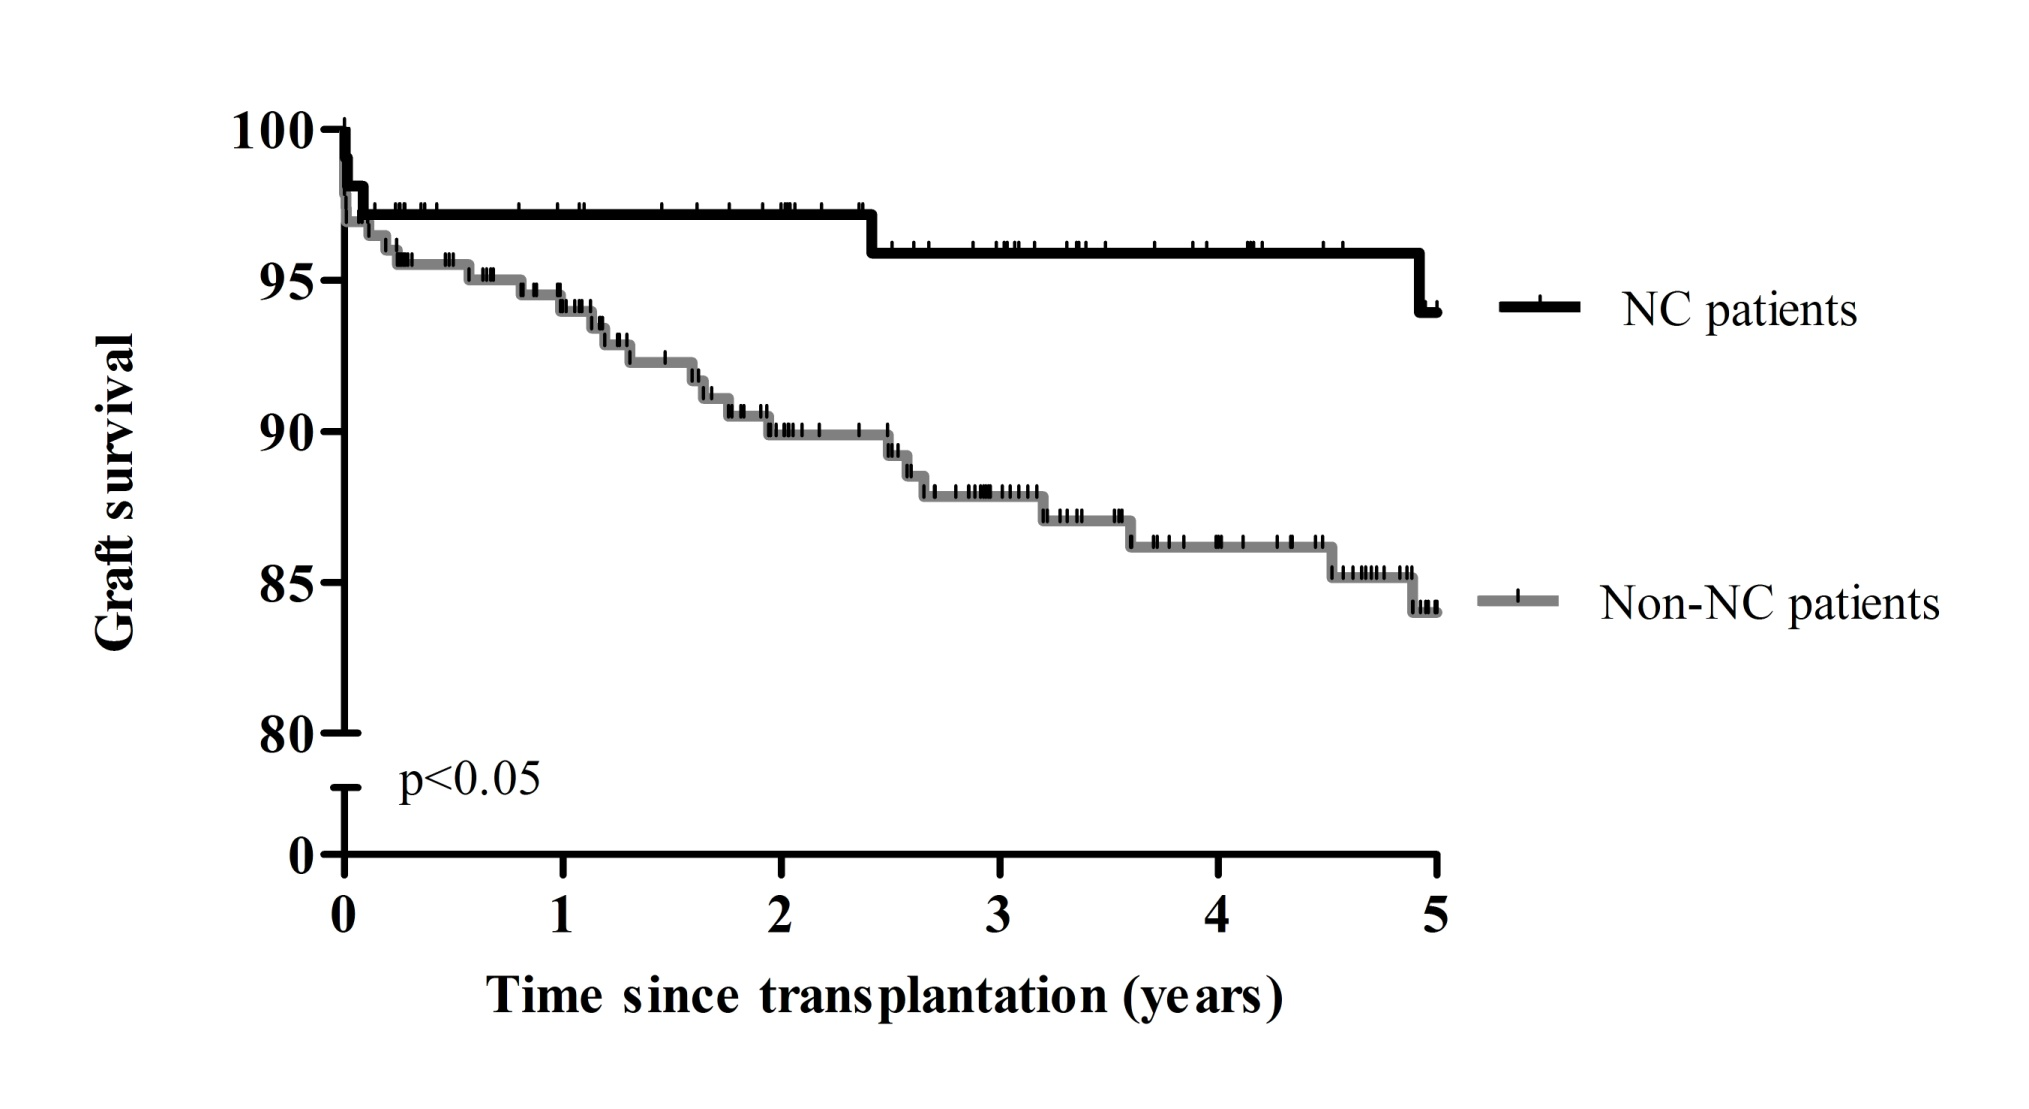 100
95
90
85
80
0
Graft survival
p<0.05
NC patients
Non-NC patients
0 1 2 3 4 5
Time since transplantation (years)